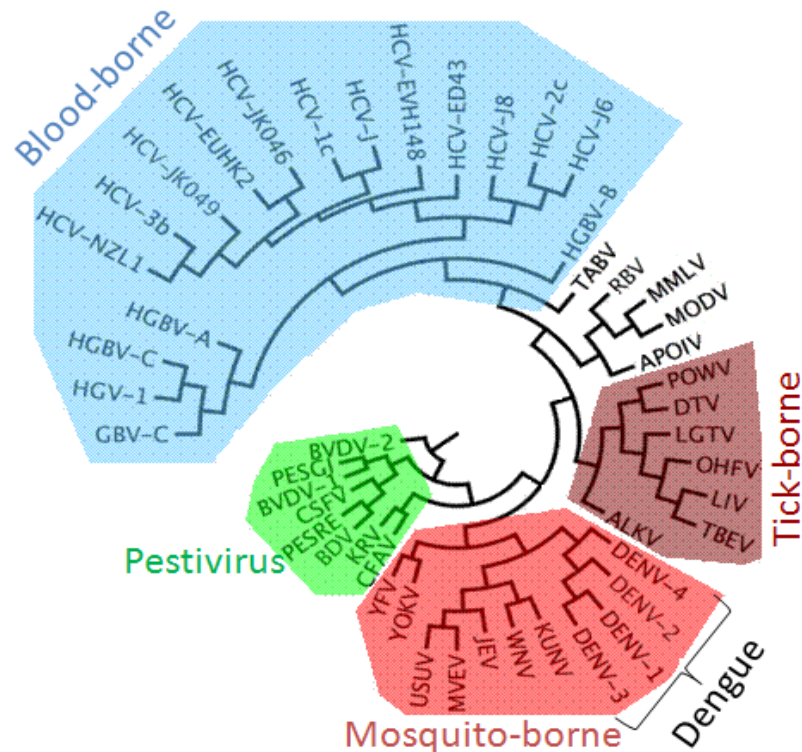 Blood-borne
HCV-NZL1
HCV-3b
HCV-JK049
HCV-EUHK2
HCV-JK046
HCV-1c
HCV-J
HCV-EVH148
HCV-ED43
HCV-J8
HCV-2c
HCV-J6
HGBV-B
TABV
RBV
MMLV
MODV
APOIV
HGBV-A
HGBV-C
HGV-1
GBV-C
POWV
DTV
LGTV
OHFV
LIV
TBEV
ALKV
Tick-borne
BVDV-2
PESGI
BVDV-1
CSFV
PESRE
BDV
KRV
CFAV
Pestivirus
YFV
YOKV
USUV
MVEV
JEV
WNV
KUNV
DENV-3
DENV-1
DENV-2
DENV-4
Dengue
Mosquito-borne